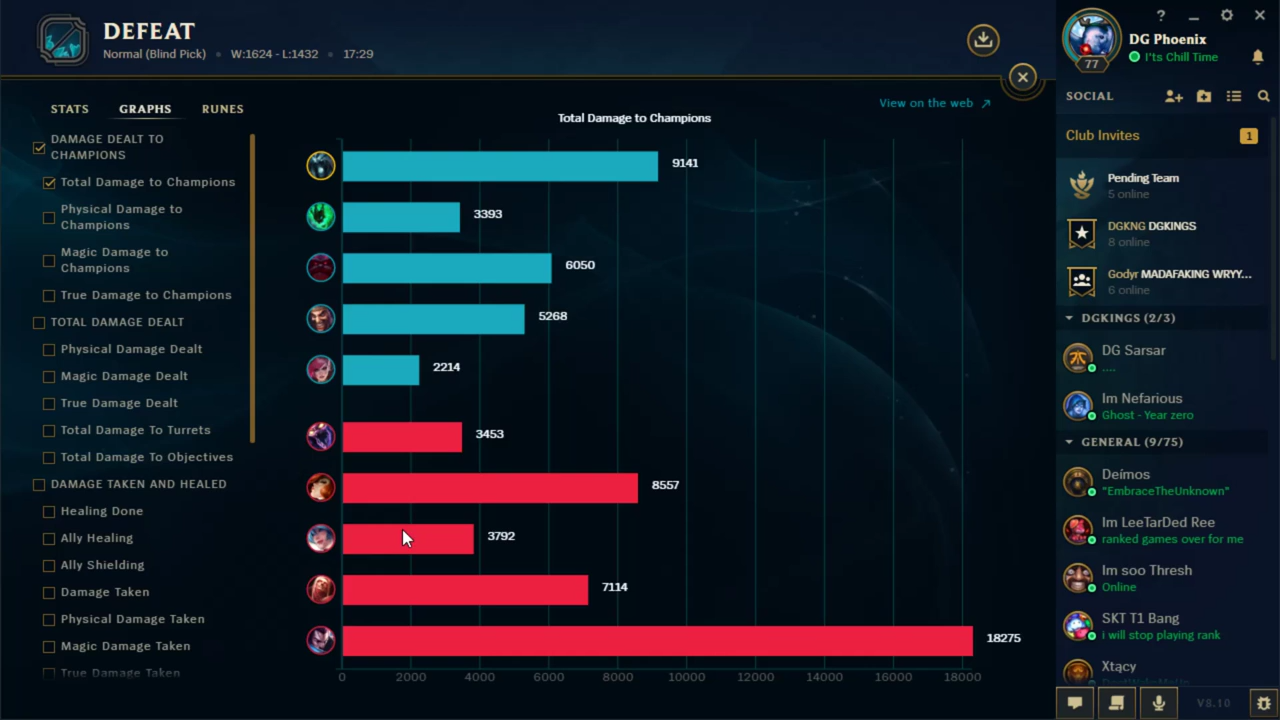 DEFEAT
Normal (Blind Pick) • W:1624 - L:1432 • 17:29
STATS GRAPHS RUNES
View on the web
DAMAGE DEALT TO
CHAMPIONS
Total Damage to Champions
Physical Damage to
Champions
Magic Damage to
Champions
True Damage to Champions
TOTAL DAMAGE DEALT
Physical Damage Dealt
Magic Damage Dealt
True Damage Dealt
Total Damage To Turrets
Total Damage To Objectives
DAMAGE TAKEN AND HEALED
Healing Done
Ally Healing
Ally Shielding
Damage Taken
Physical Damage Taken
Magic Damage Taken
True Damage Taken
Total Damage to Champions
9141
3393
6050
5268
2214
3453
8557
3792
7114
18275
0 2000 4000 6000 8000 10000 12000 14000 16000 18000
?
77
DG Phoenix
I'ts Chill Time
SOCIAL
Club Invites 1
Pending Team
5 online
DGKNG DGKINGS
8 online
Godyr MADAFAKING WRYY...
6 online
DGKINGS (2/3)
DG Sarsar
....
Im Nefarious
Ghost - Year zero
GENERAL (9/75)
Deímos
"EmbraceTheUnknown"
Im LeeTarDed Ree
ranked games over for me
Im soo Thresh
Online
SKT T1 Bang
i will stop playing rank
Xtący
V8.10